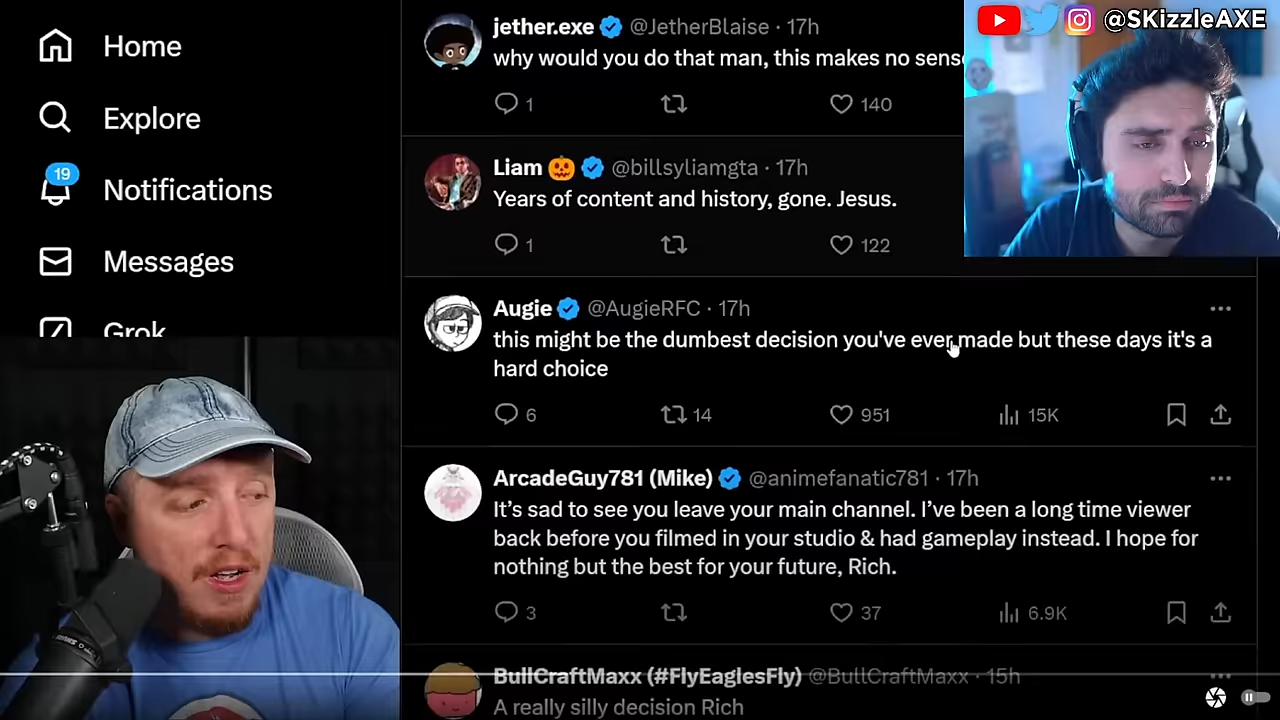 @SKizzleAXE
Home
Explore
19
Notifications
Messages
Grok
jether.exe @JetherBlaise · 17h
why would you do that man, this makes no sense
1 140
Liam @billsyliamgta · 17h
Years of content and history, gone. Jesus.
1 122
Augie @AugieRFC · 17h
this might be the dumbest decision you've ever made but these days it's a
hard choice
6 14 951 15K
ArcadeGuy781 (Mike) @animefanatic781 · 17h
It’s sad to see you leave your main channel. I’ve been a long time viewer
back before you filmed in your studio & had gameplay instead. I hope for
nothing but the best for your future, Rich.
3 37 6.9K
BullCraftMaxx (#FlyEaglesFly) @BullCraftMaxx · 15h
A really silly decision Rich